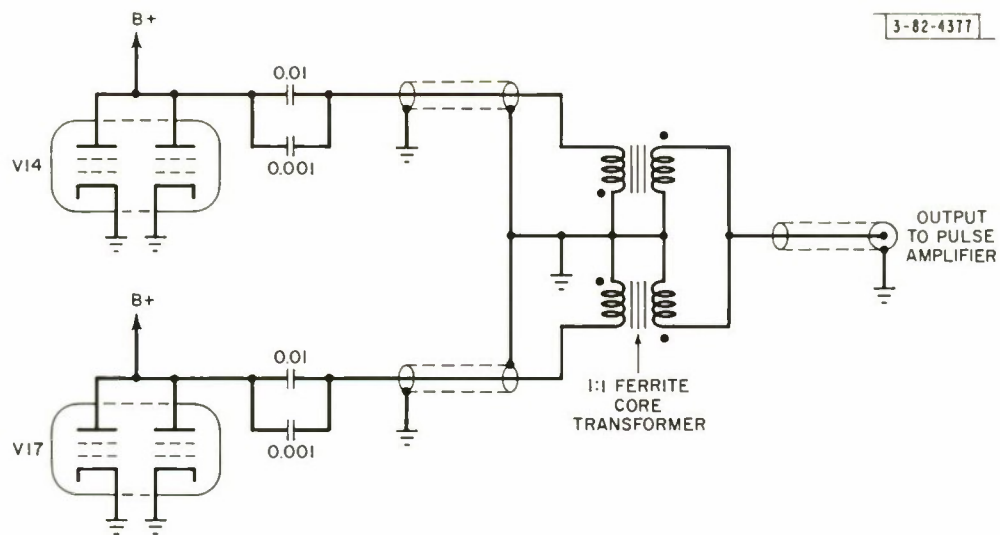 3-82-4377
B+
0.01
0.001
V14
OUTPUT
TO PULSE
AMPLIFIER
B+
0.01
0.001
V17
1:1 FERRITE
CORE
TRANSFORMER